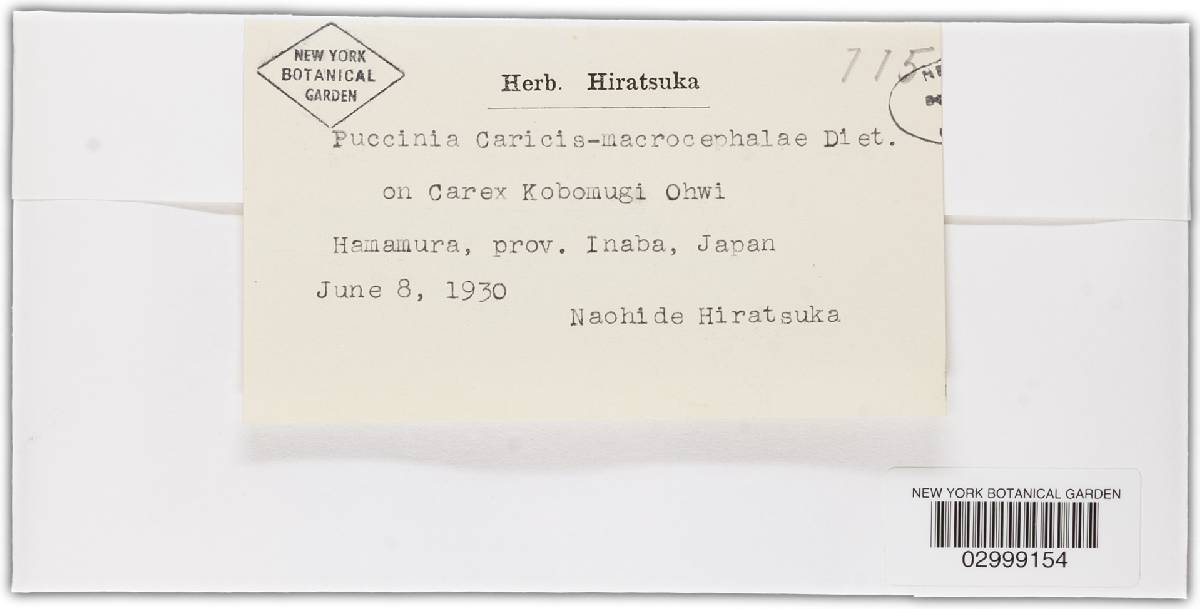 NEW YORK
BOTANICAL
GARDEN
Herb. Hiratsuka
715
Puccinia Caricis-macrocephalae Diet.
on Carex Kobomugi Ohwi
Hamamura, prov. Inaba, Japan
June 8, 1930
Naohide Hiratsuka
NEW YORK BOTANICAL GARDEN
02999154